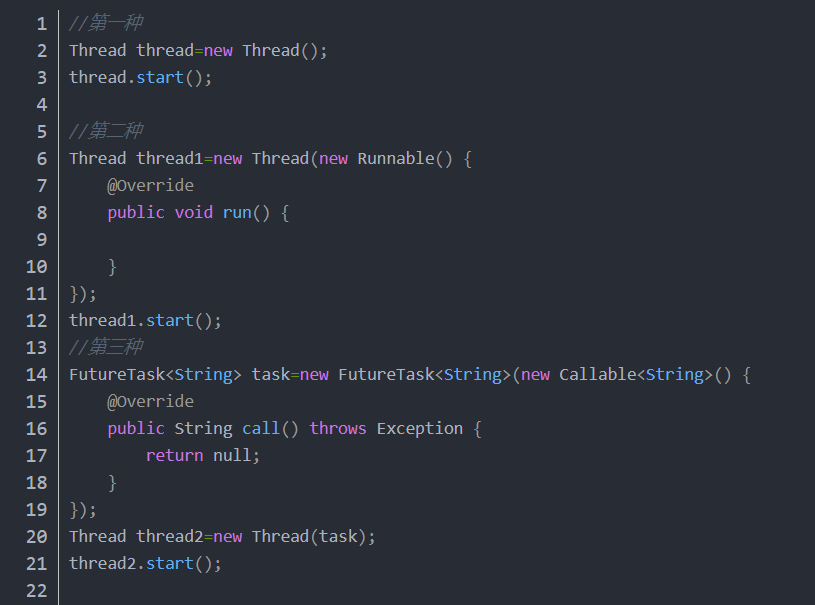 1 //第一种
2 Thread thread=new Thread();
3 thread.start();
4
5 //第二种
6 Thread thread1=new Thread(new Runnable() {
7     @Override
8     public void run() {
9
10     }
11 });
12 thread1.start();
13 //第三种
14 FutureTask<String> task=new FutureTask<String>(new Callable<String>() {
15     @Override
16     public String call() throws Exception {
17         return null;
18     }
19 });
20 Thread thread2=new Thread(task);
21 thread2.start();
22